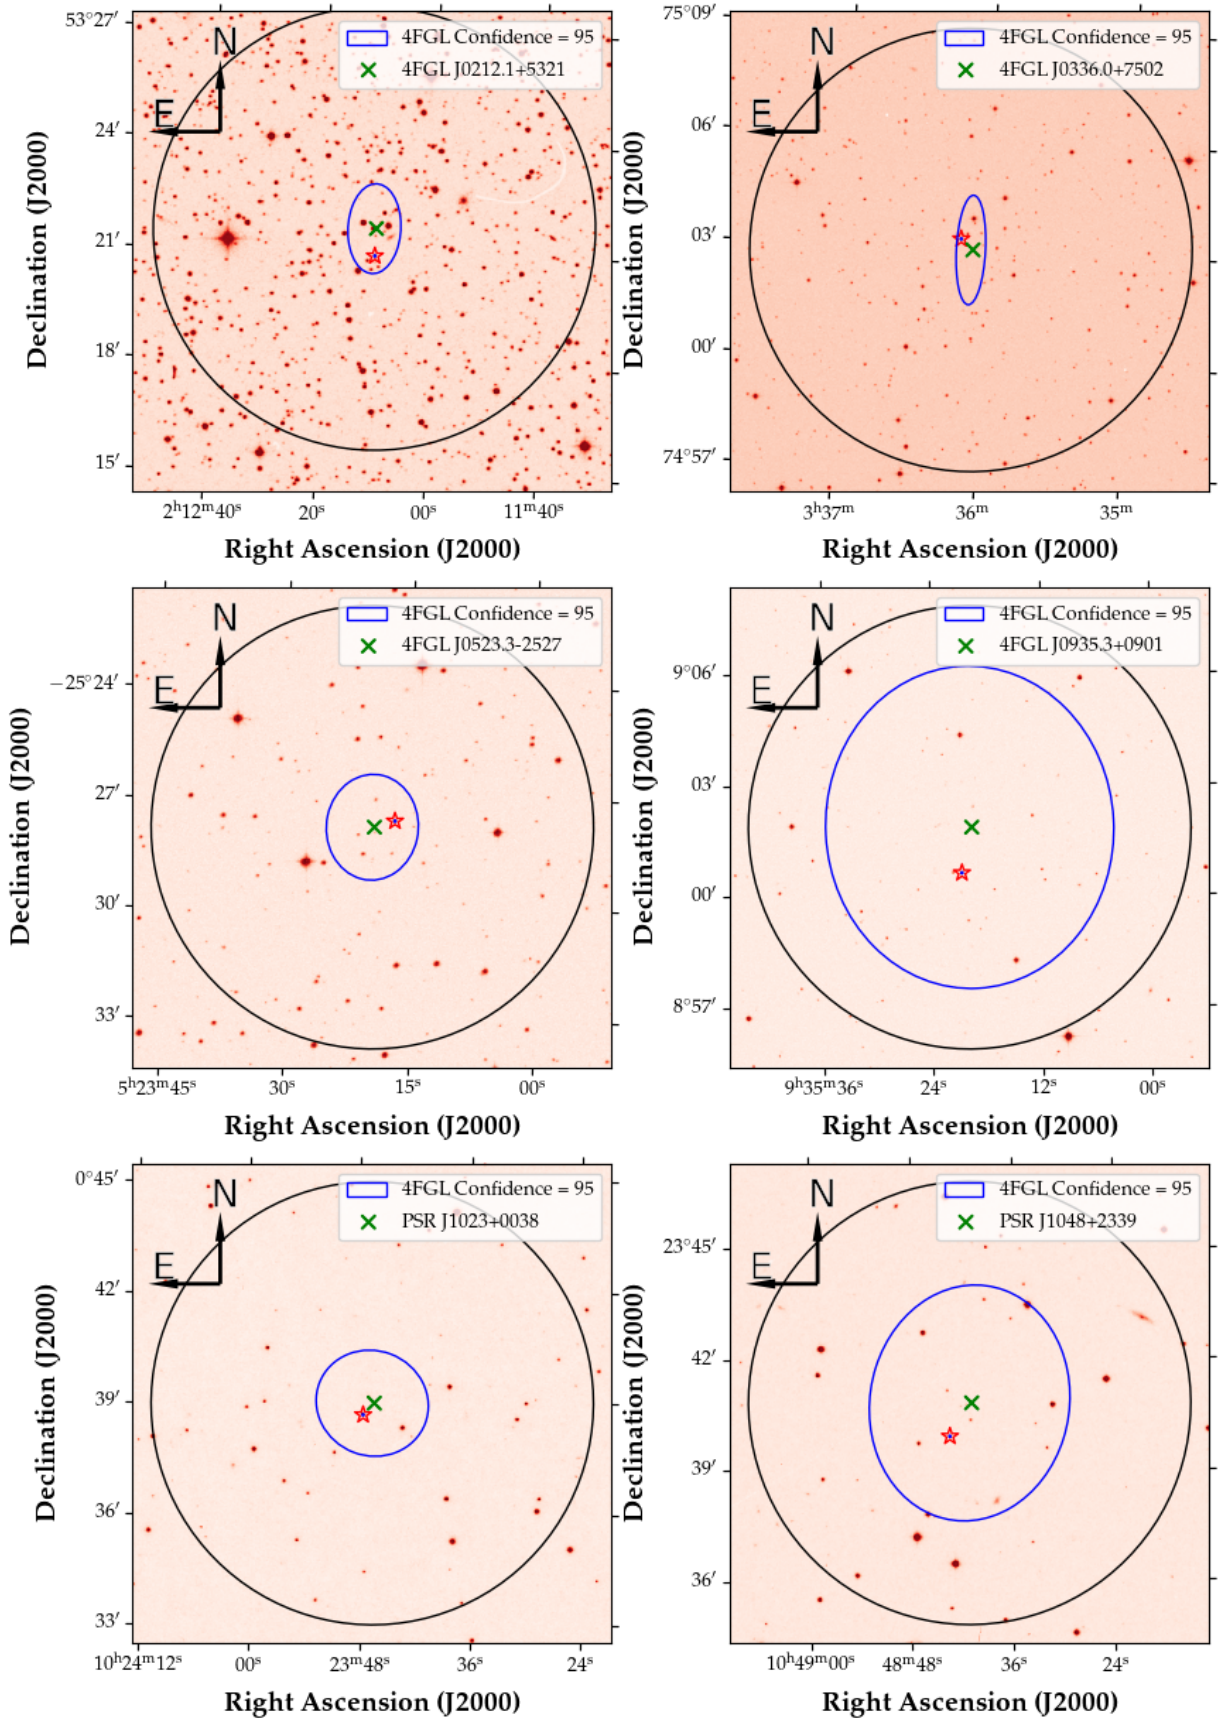 53°27′
24′
21′
18′
15′
N
E
4FGL Confidence = 95
4FGL J0212.1+5321
2ʰ12ᵐ40ˢ 20ˢ 00ˢ 11ᵐ40ˢ
Right Ascension (J2000)
Declination (J2000)
75°09′
06′
03′
00′
74°57′
N
E
4FGL Confidence = 95
4FGL J0336.0+7502
3ʰ37ᵐ 36ᵐ 35ᵐ
Right Ascension (J2000)
Declination (J2000)
−25°24′
27′
30′
33′
N
E
4FGL Confidence = 95
4FGL J0523.3-2527
5ʰ23ᵐ45ˢ 30ˢ 15ˢ 00ˢ
Right Ascension (J2000)
Declination (J2000)
9°06′
03′
00′
8°57′
N
E
4FGL Confidence = 95
4FGL J0935.3+0901
9ʰ35ᵐ36ˢ 24ˢ 12ˢ 00ˢ
Right Ascension (J2000)
Declination (J2000)
0°45′
42′
39′
36′
33′
N
E
4FGL Confidence = 95
PSR J1023+0038
10ʰ24ᵐ12ˢ 00ˢ 23ᵐ48ˢ 36ˢ 24ˢ
Right Ascension (J2000)
Declination (J2000)
23°45′
42′
39′
36′
N
E
4FGL Confidence = 95
PSR J1048+2339
10ʰ49ᵐ00ˢ 48ᵐ48ˢ 36ˢ 24ˢ
Right Ascension (J2000)
Declination (J2000)